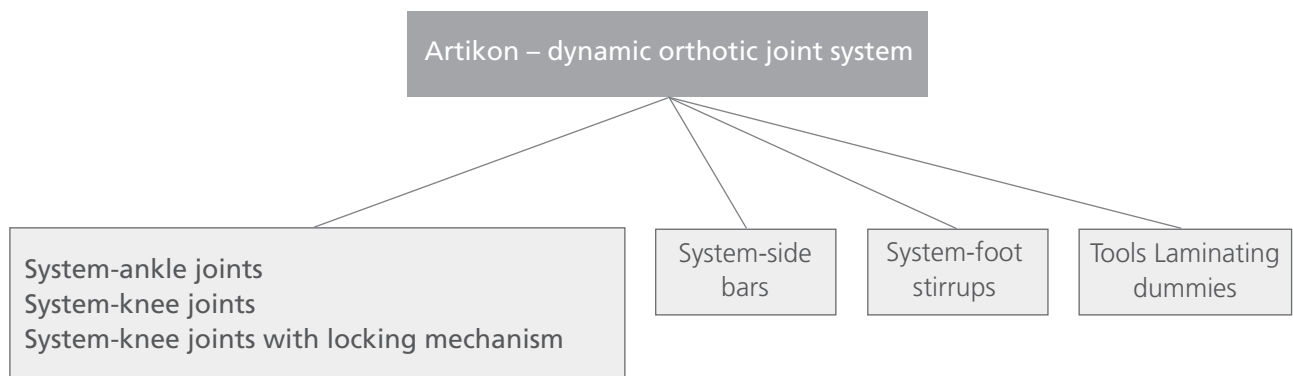 Artikon – dynamic orthotic joint system
System-ankle joints
System-knee joints
System-knee joints with locking mechanism
System-side
bars
System-foot
stirrups
Tools Laminating
dummies